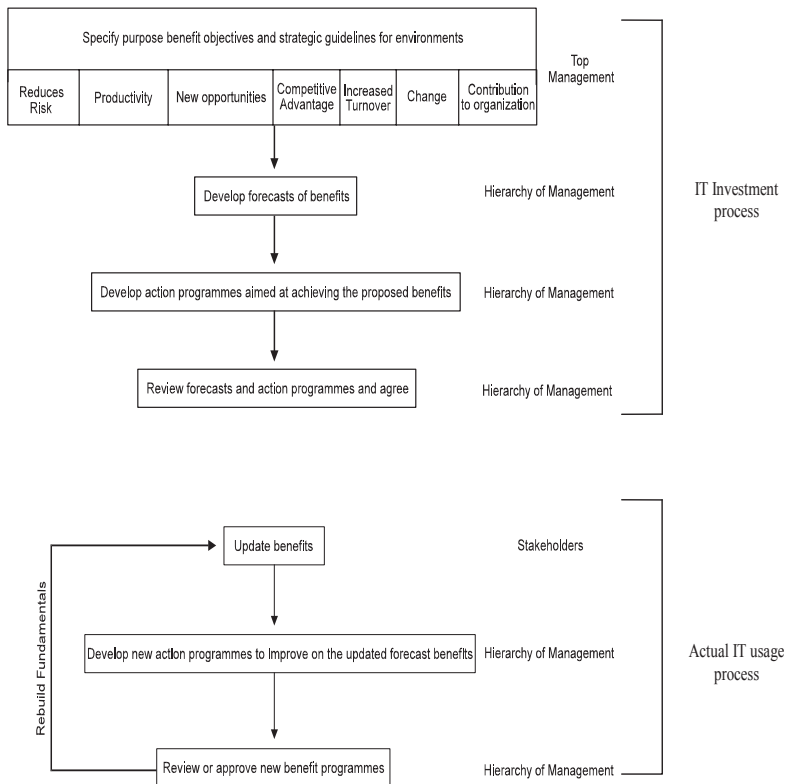 Specify purpose benefit objectives and strategic guidelines for environments
Top
Management
Reduces
Risk
Productivity
New opportunities
Competitive
Advantage
Increased
Turnover
Change
Contribution
to organization
Develop forecasts of benefits
Hierarchy of Management
IT Investment
process
Develop action programmes aimed at achieving the proposed benefits
Hierarchy of Management
Review forecasts and action programmes and agree
Hierarchy of Management
Update benefits
Stakeholders
Rebuild Fundamentals
Develop new action programmes to Improve on the updated forecast benefits
Hierarchy of Management
Actual IT usage
process
Review or approve new benefit programmes
Hierarchy of Management